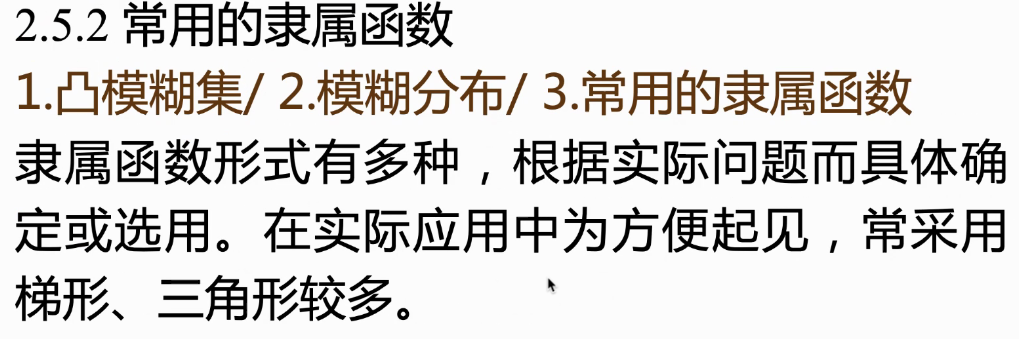 2.5.2 常用的隶属函数
1.凸模糊集/ 2.模糊分布/ 3.常用的隶属函数
隶属函数形式有多种，根据实际问题而具体确
定或选用。在实际应用中为方便起见，常采用
梯形、三角形较多。